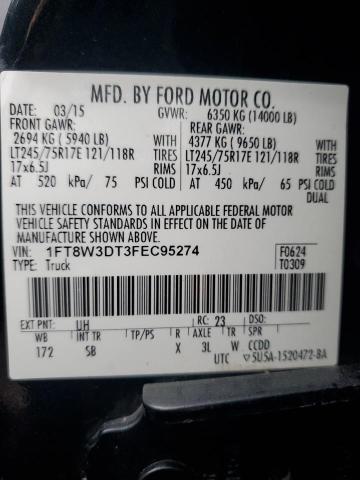 MFD. BY FORD MOTOR CO.
DATE: 03/15 GVWR: 6350 KG (14000 LB)
FRONT GAWR: REAR GAWR:
2694 KG ( 5940 LB) WITH 4377 KG ( 9650 LB) WITH
LT245/75R17E 121/118R TIRES LT245/75R17E 121/118R TIRES
17x6.5J RIMS 17x6.5J RIMS
AT 520 kPa/ 75 PSI COLD AT 450 kPa/ 65 PSI COLD
DUAL
THIS VEHICLE CONFORMS TO ALL APPLICABLE FEDERAL MOTOR
VEHICLE SAFETY STANDARDS IN EFFECT ON THE DATE OF
MANUFACTURE SHOWN ABOVE.
VIN: 1FT8W3DT3FEC95274 F0624
TYPE: Truck T0309
EXT PNT: UH RC: 23 DSO:
WB INT TR TP/PS R AXLE TR SPR
172 SB X 3L W CCDD
UTC ▽5USA-1520472-BA